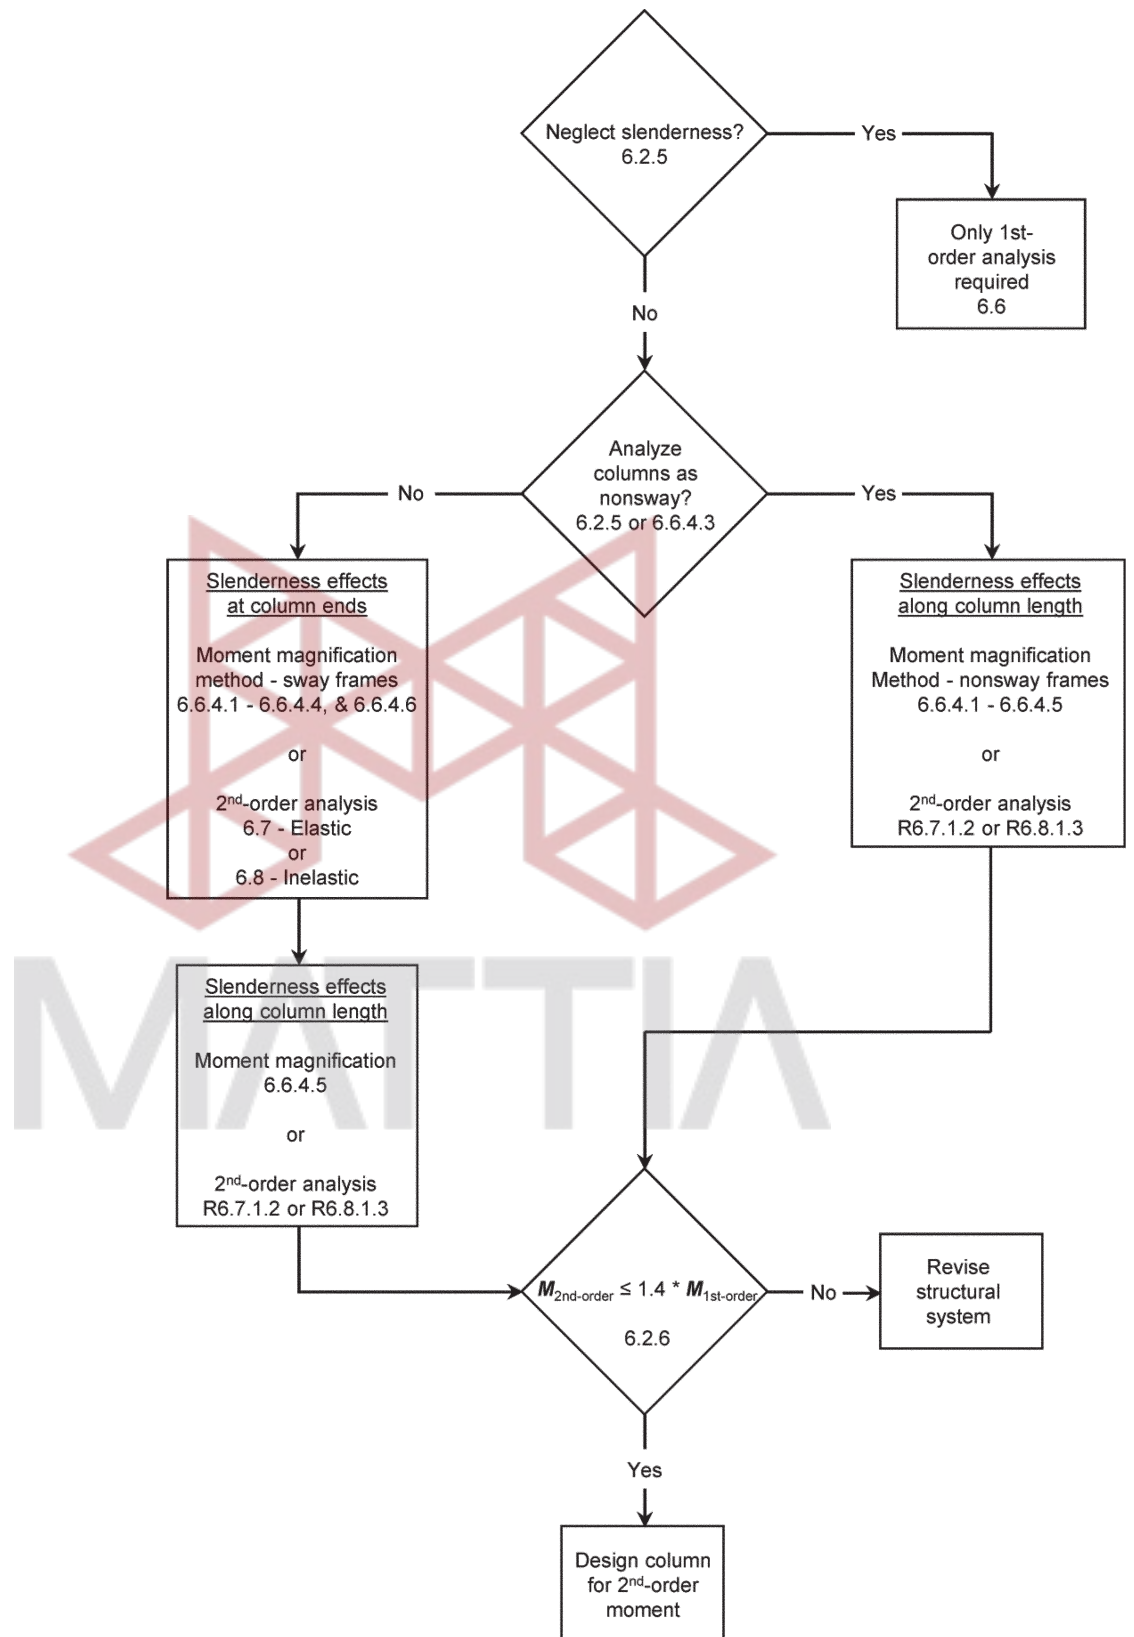 Neglect slenderness?
6.2.5
Yes
Only 1st-
order analysis
required
6.6
No
Analyze
columns as
nonsway?
6.2.5 or 6.6.4.3
No
Yes
Slenderness effects
at column ends
Moment magnification
method - sway frames
6.6.4.1 - 6.6.4.4, & 6.6.4.6
or
2nd-order analysis
6.7 - Elastic
or
6.8 - Inelastic
Slenderness effects
along column length
Moment magnification
Method - nonsway frames
6.6.4.1 - 6.6.4.5
or
2nd-order analysis
R6.7.1.2 or R6.8.1.3
Slenderness effects
along column length
Moment magnification
6.6.4.5
or
2nd-order analysis
R6.7.1.2 or R6.8.1.3
MATTIA
M2nd-order ≤ 1.4 * M1st-order
6.2.6
No
Revise
structural
system
Yes
Design column
for 2nd-order
moment